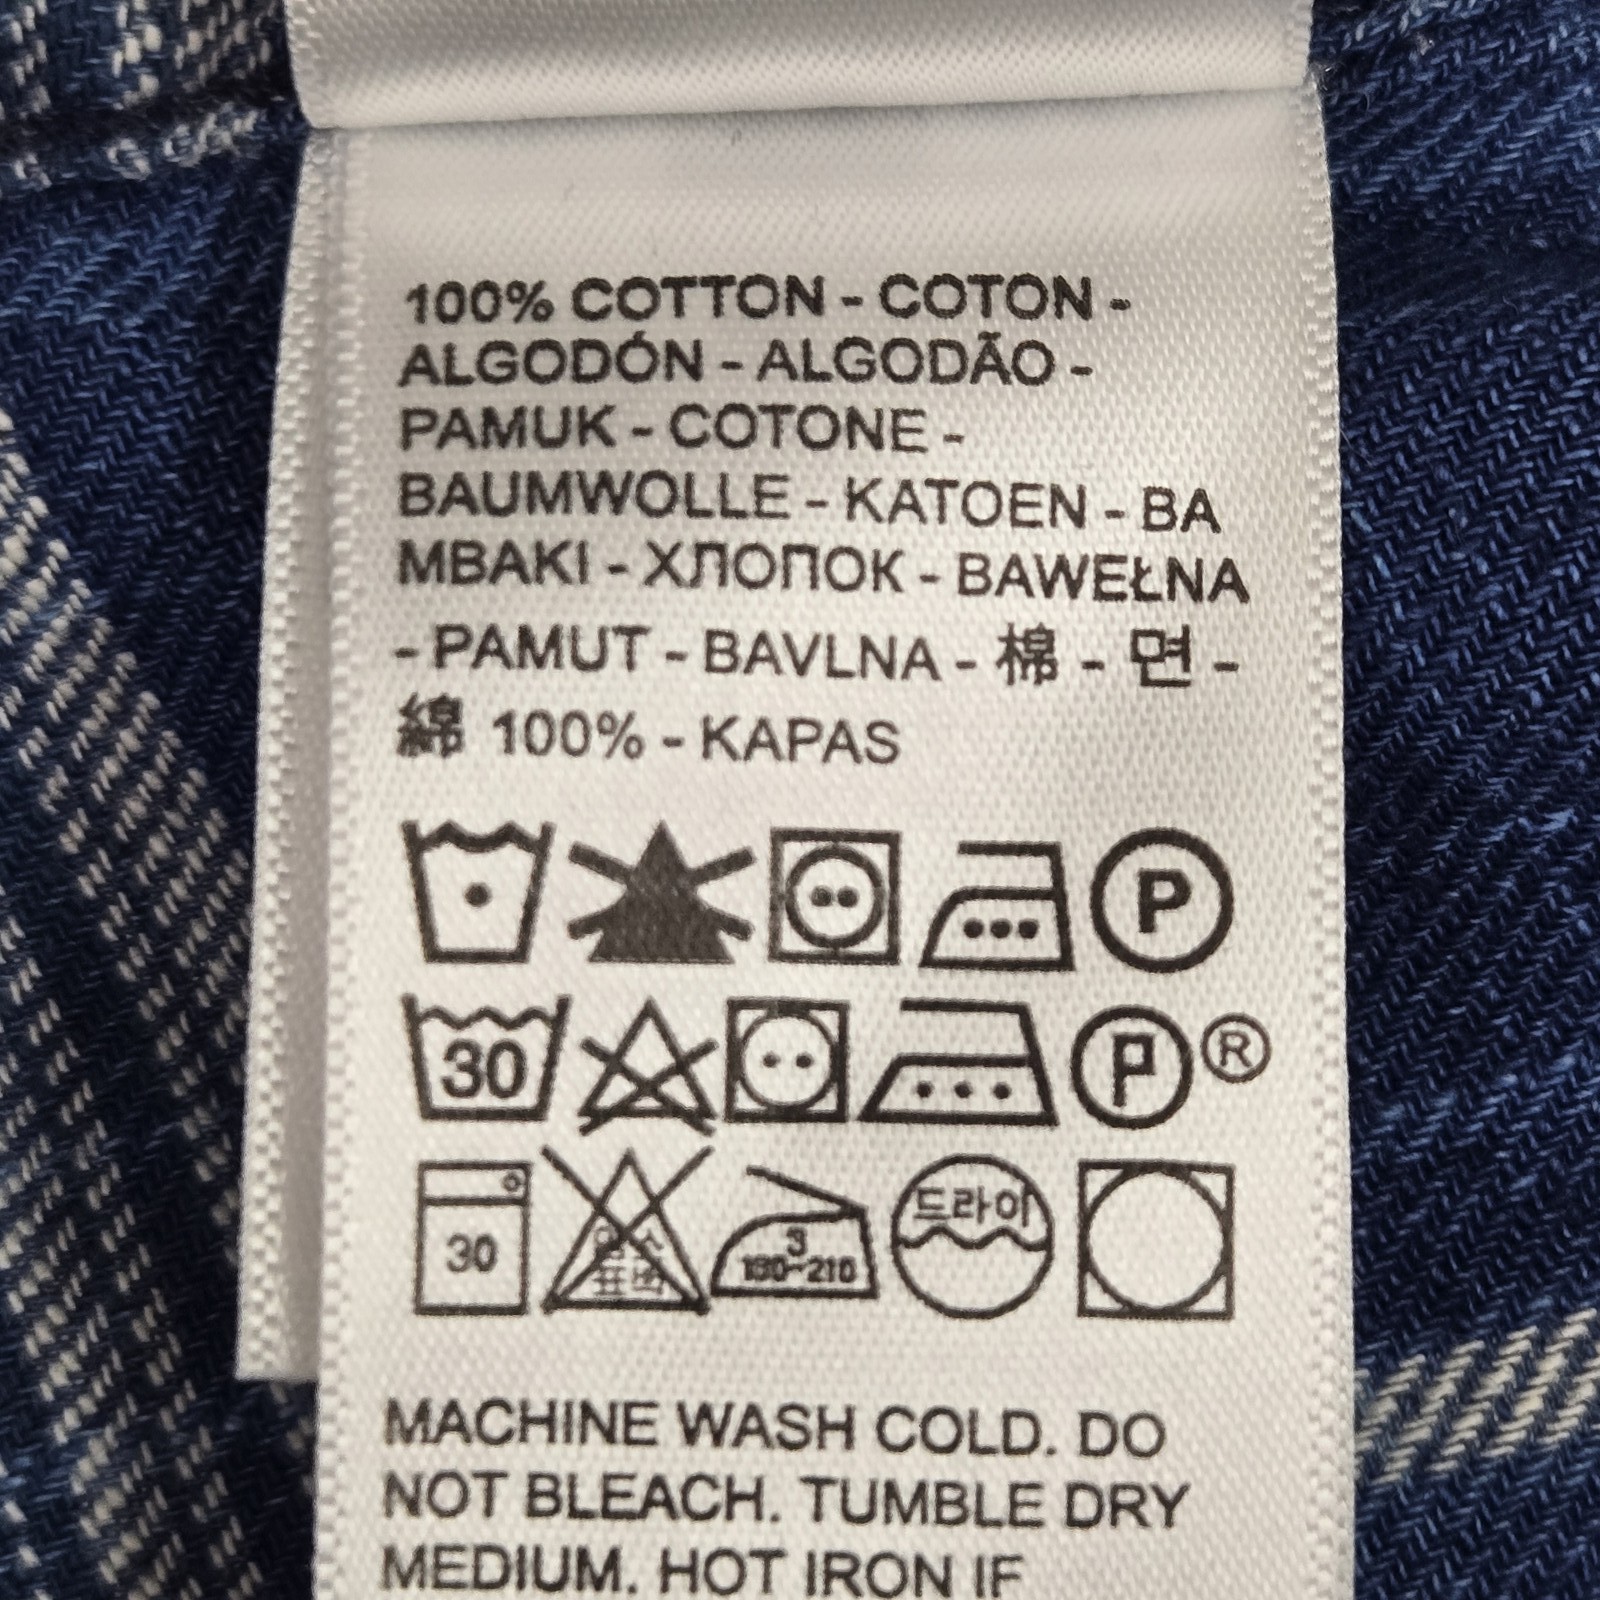 100% COTTON - COTON -
ALGODÓN - ALGODÃO -
PAMUK - COTONE -
BAUMWOLLE - KATOEN - BA
MBAKI - ХЛОПОК - BAWEŁNA
- PAMUT - BAVLNA - 棉 - 면 -
綿 100% - KAPAS
P
30 P ®
30 3
180~210 드라이
MACHINE WASH COLD. DO
NOT BLEACH. TUMBLE DRY
MEDIUM. HOT IRON IF